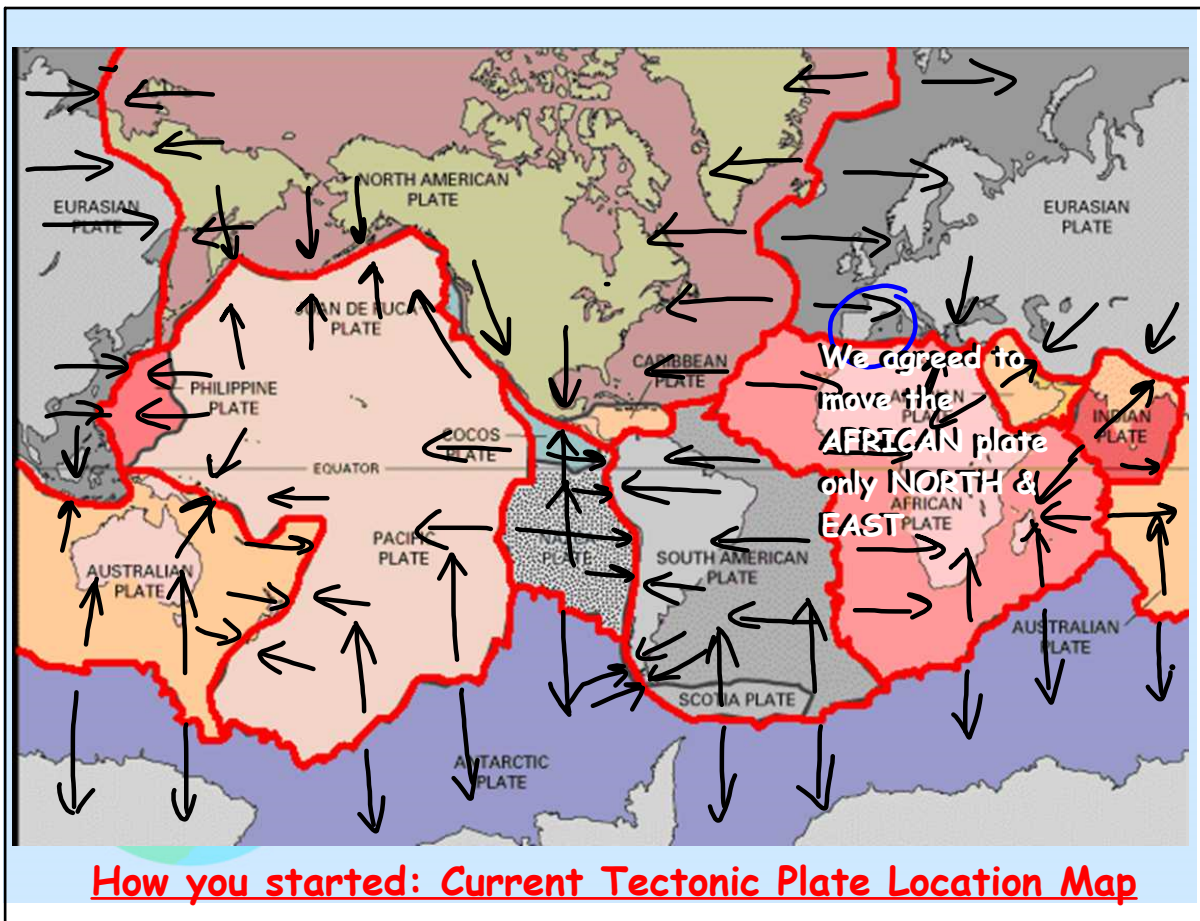 NORTH AMERICAN
PLATE
EURASIAN
PLATE
EURASIAN
PLATE
JUAN DE FUCA
PLATE
CARIBBEAN
PLATE
PHILIPPINE
PLATE
We agreed to
move the
AFRICAN plate
only NORTH &
EAST
INDIAN
PLATE
COCOS
PLATE
EQUATOR
AFRICAN
PLATE
PACIFIC
PLATE
PLATE
SOUTH AMERICAN
PLATE
AUSTRALIAN
PLATE
AUSTRALIAN
PLATE
SCOTIA PLATE
ANTARCTIC
PLATE
How you started: Current Tectonic Plate Location Map